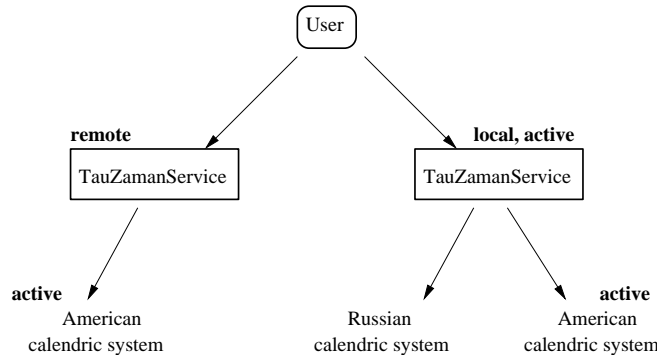 User
remote
local, active
TauZamanService
TauZamanService
active
active
American
calendric system
Russian
calendric system
American
calendric system